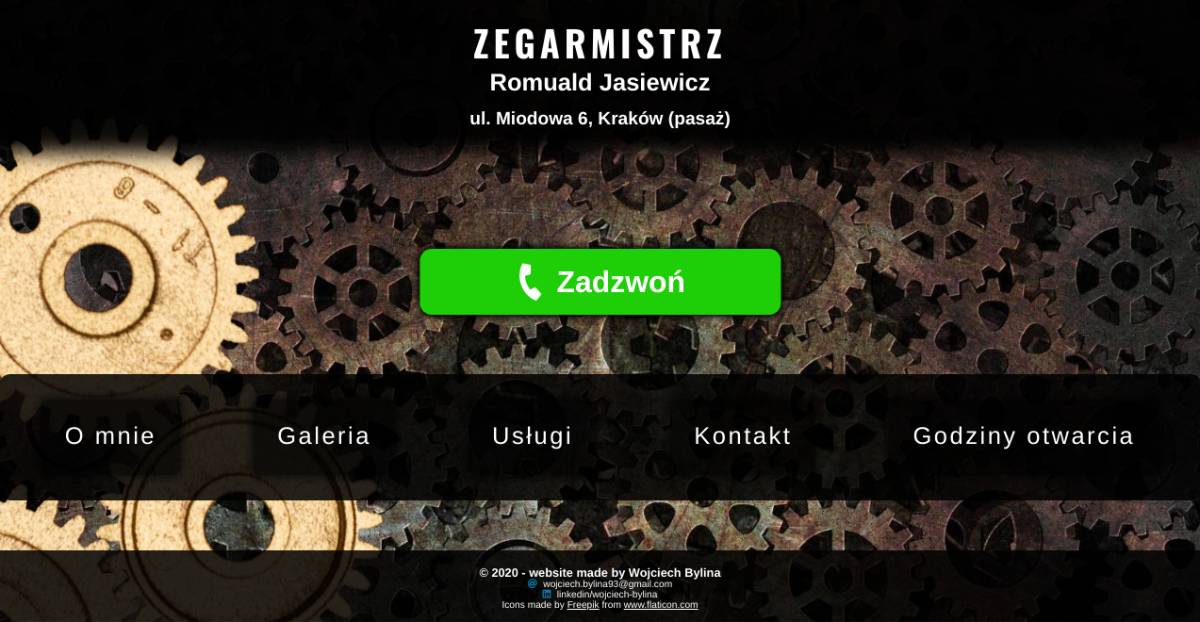 ZEGARMISTRZ
Romuald Jasiewicz
ul. Miodowa 6, Kraków (pasaż)
Zadzwoń
O mnie Galeria Usługi Kontakt Godziny otwarcia
© 2020 - website made by Wojciech Bylina
wojciech.bylina93@gmail.com
linkedin/wojciech-bylina
Icons made by Freepik from www.flaticon.com